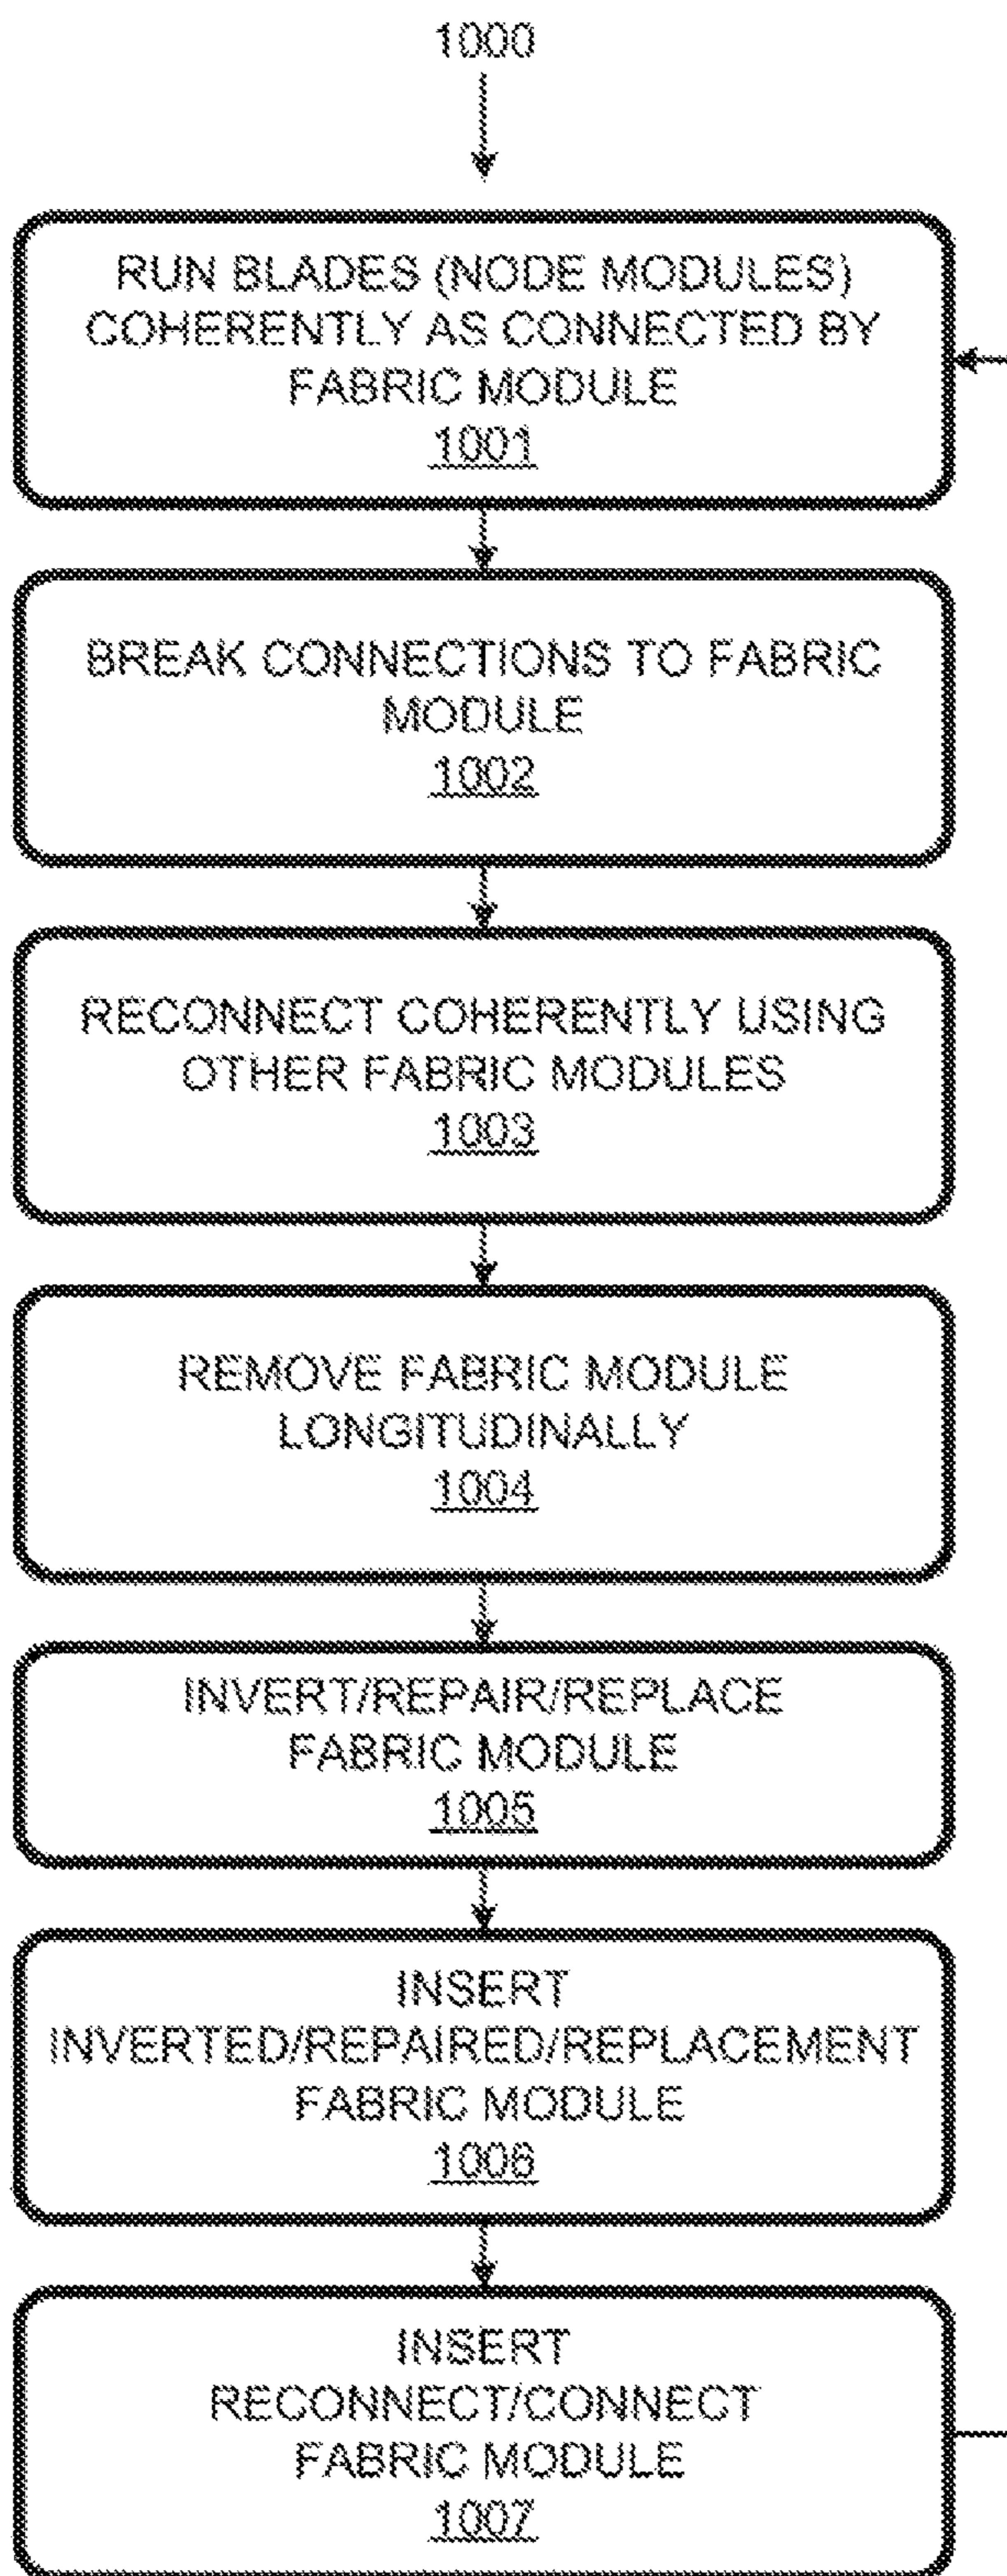 1000
RUN BLADES (NODE MODULES)
COHERENTLY AS CONNECTED BY
FABRIC MODULE
1001
BREAK CONNECTIONS TO FABRIC
MODULE
1002
RECONNECT COHERENTLY USING
OTHER FABRIC MODULES
1003
REMOVE FABRIC MODULE
LONGITUDINALLY
1004
INVERT/REPAIR/REPLACE
FABRIC MODULE
1005
INSERT
INVERTED/REPAIRED/REPLACEMENT
FABRIC MODULE
1006
INSERT
RECONNECT/CONNECT
FABRIC MODULE
1007